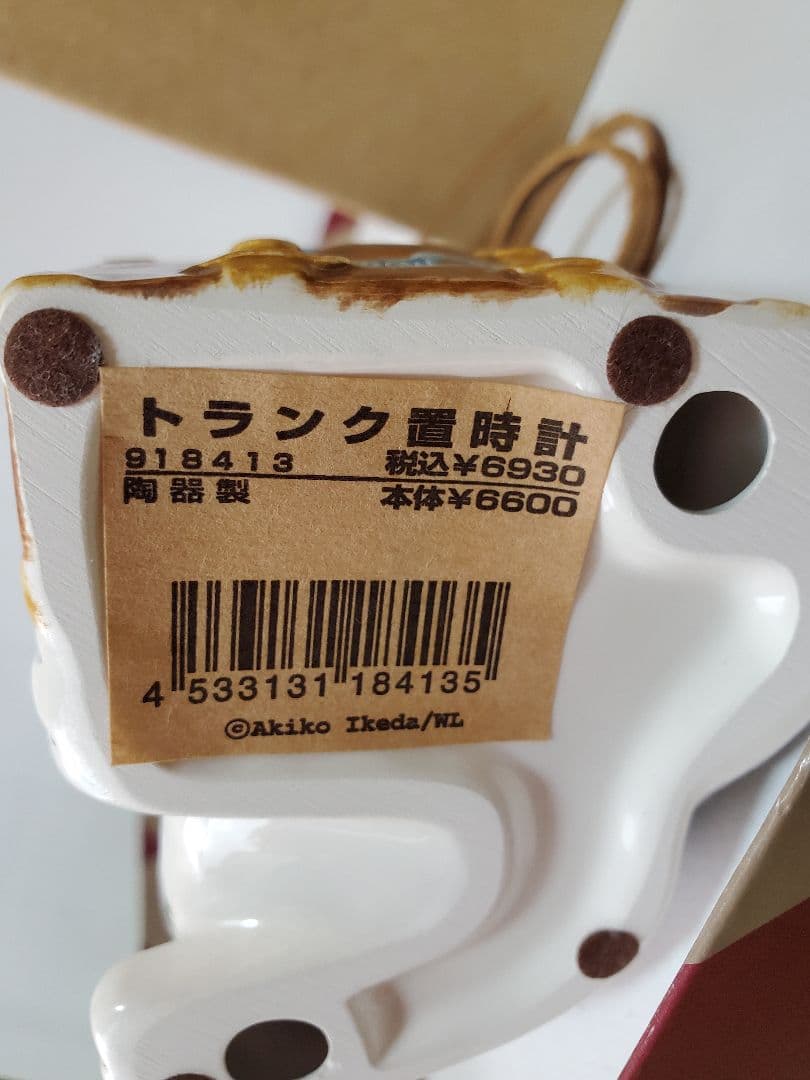 トランク置時計
918413 税込¥6930
陶器製 本体¥6600
4 533131 184135
©Akiko Ikeda/WL